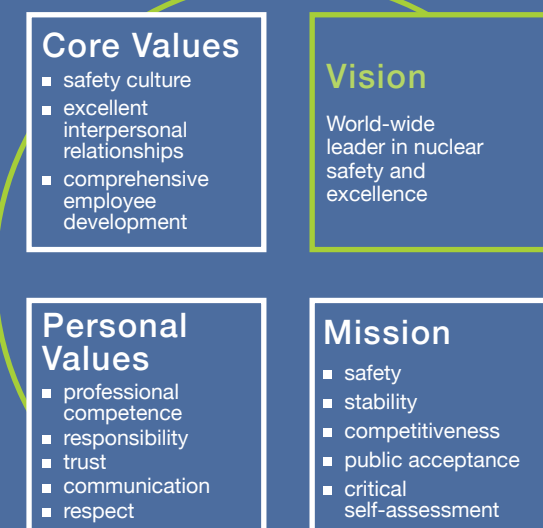 Core Values
▪ safety culture
▪ excellent
interpersonal
relationships
▪ comprehensive
employee
development
Vision
World-wide
leader in nuclear
safety and
excellence
Personal
Values
▪ professional
competence
▪ responsibility
▪ trust
▪ communication
▪ respect
Mission
▪ safety
▪ stability
▪ competitiveness
▪ public acceptance
▪ critical
self-assessment